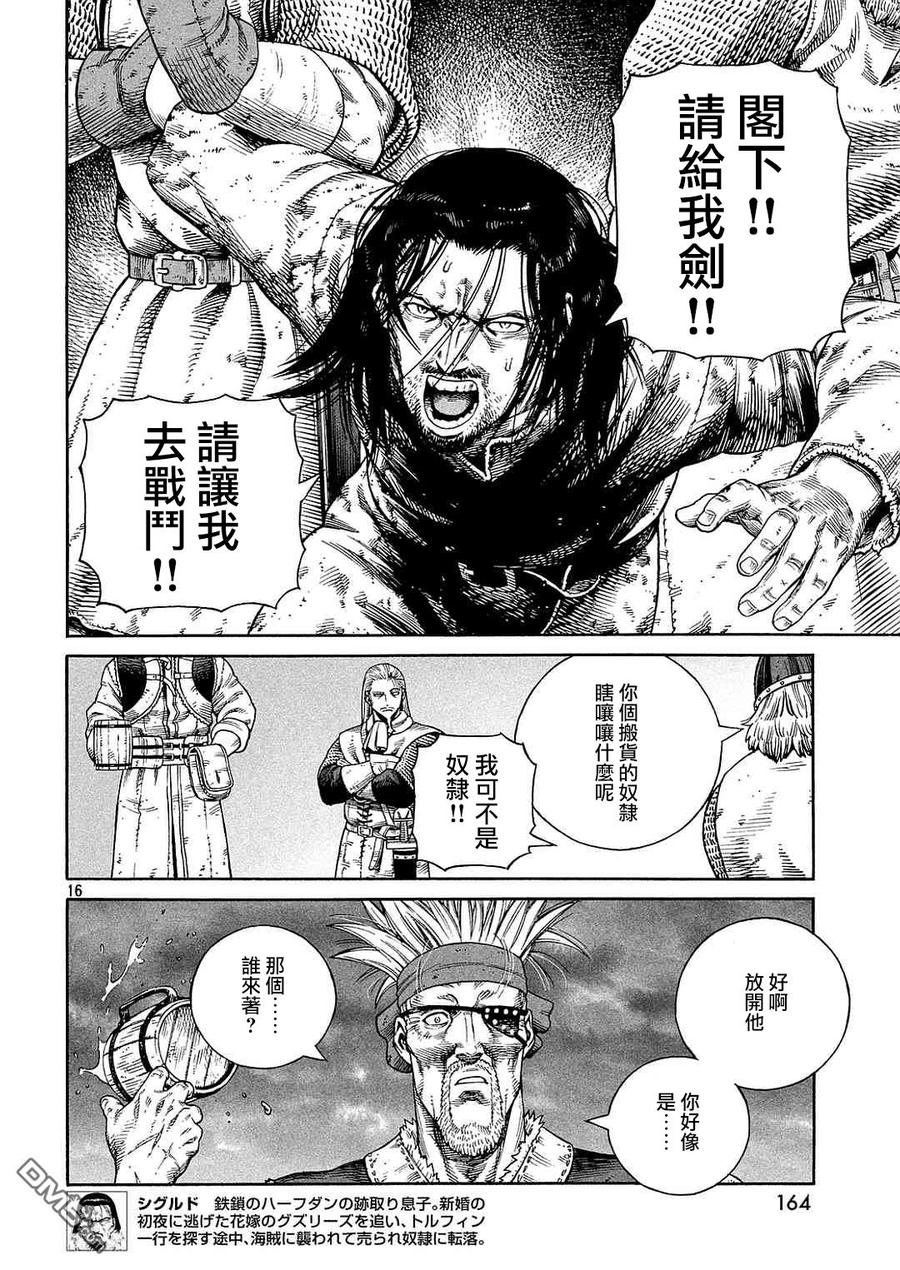 閣下!!
請給我劍!!
請讓我
去戰鬥!!
你個搬貨的奴隸
瞎嚷嚷什麼呢
我可不是
奴隸!!
16
好啊
放開他
你好像
是……
那個……
誰來著?
シグルド 鉄鎖のハーフダンの跡取り息子。新婚の
初夜に逃げた花嫁のグズリーズを追い、トルフィン
一行を探す途中、海賊に襲われて売られ奴隷に転落。
164